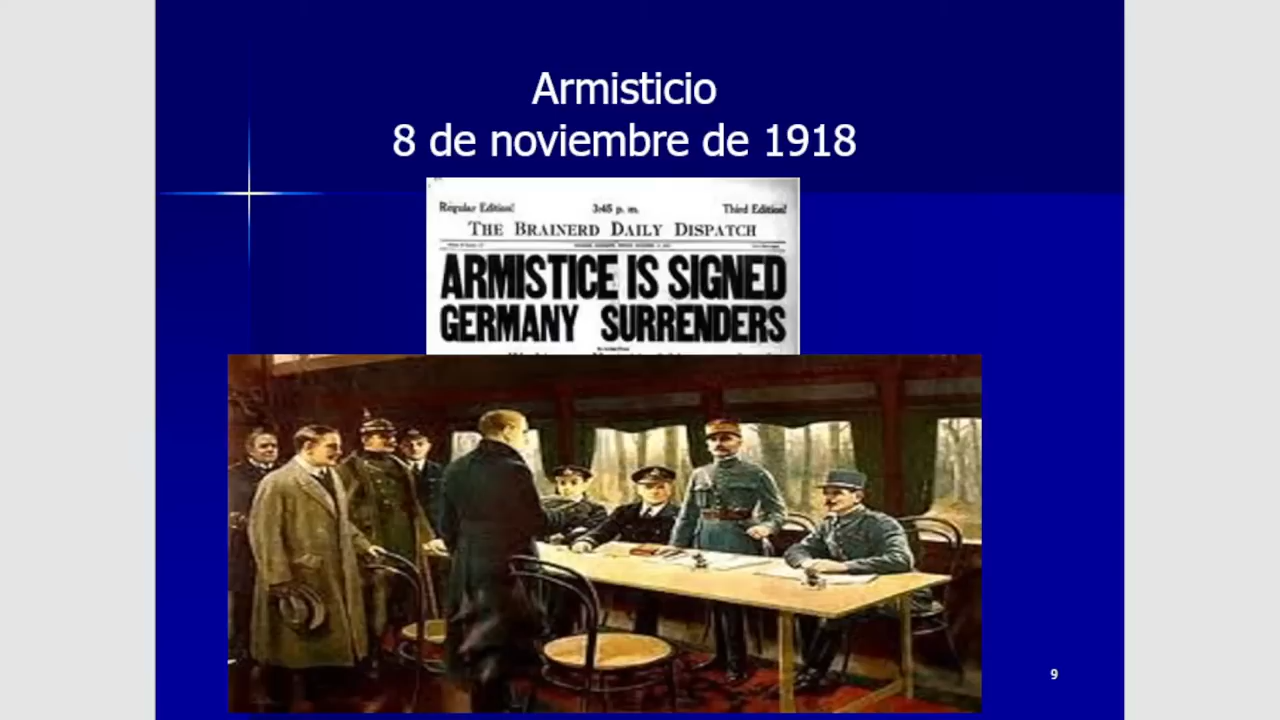 Armisticio
8 de noviembre de 1918
Regular Edition! 3:45 p. m. Third Edition!
THE BRAINERD DAILY DISPATCH
ARMISTICE IS SIGNED
GERMANY SURRENDERS
9